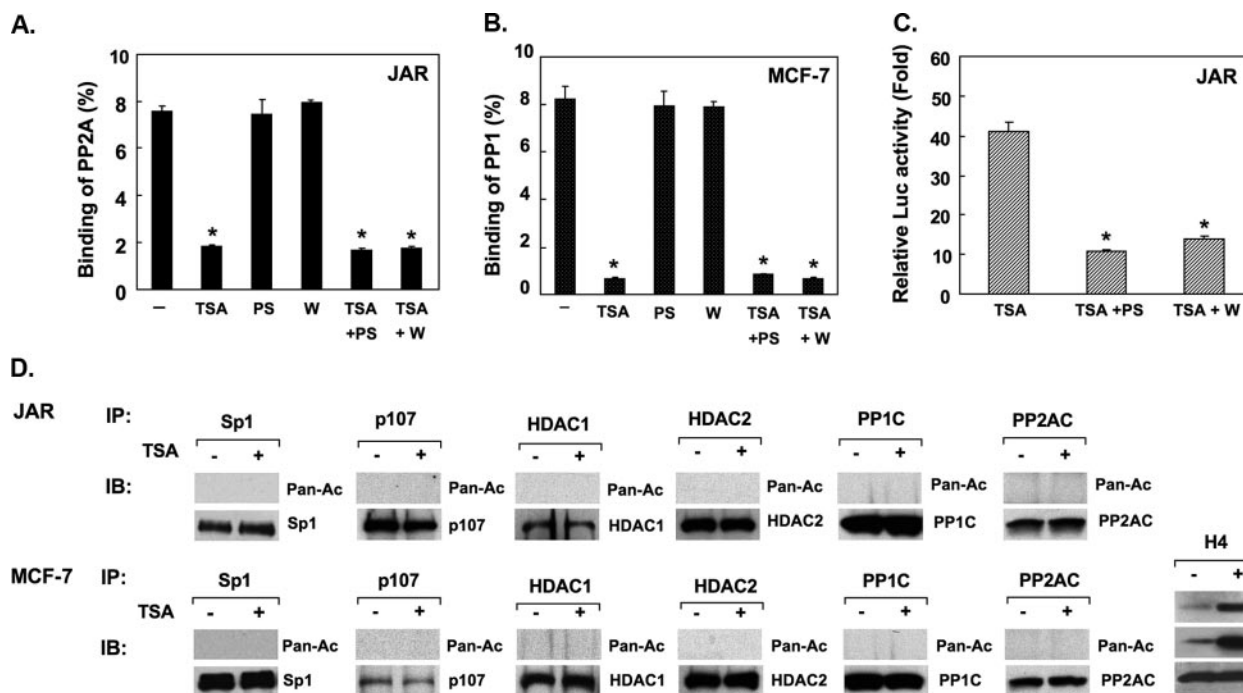 A.
Binding of PP2A (%)
10
8
6
4
2
0
JAR
* * *
– TSA PS W TSA +PS TSA + W
B.
Binding of PP1 (%)
10
8
6
4
2
0
MCF-7
* * *
– TSA PS W TSA +PS TSA + W
C.
Relative Luc activity (Fold)
60
50
40
30
20
10
0
JAR
* *
TSA TSA +PS TSA + W
D.
JAR IP: Sp1 p107 HDAC1 HDAC2 PP1C PP2AC
TSA - + - + - + - + - + - +
IB: Pan-Ac Pan-Ac Pan-Ac Pan-Ac Pan-Ac Pan-Ac
Sp1 p107 HDAC1 HDAC2 PP1C PP2AC
MCF-7 IP: Sp1 p107 HDAC1 HDAC2 PP1C PP2AC H4
TSA - + - + - + - + - + - + - +
IB: Pan-Ac Pan-Ac Pan-Ac Pan-Ac Pan-Ac Pan-Ac
Sp1 p107 HDAC1 HDAC2 PP1C PP2AC